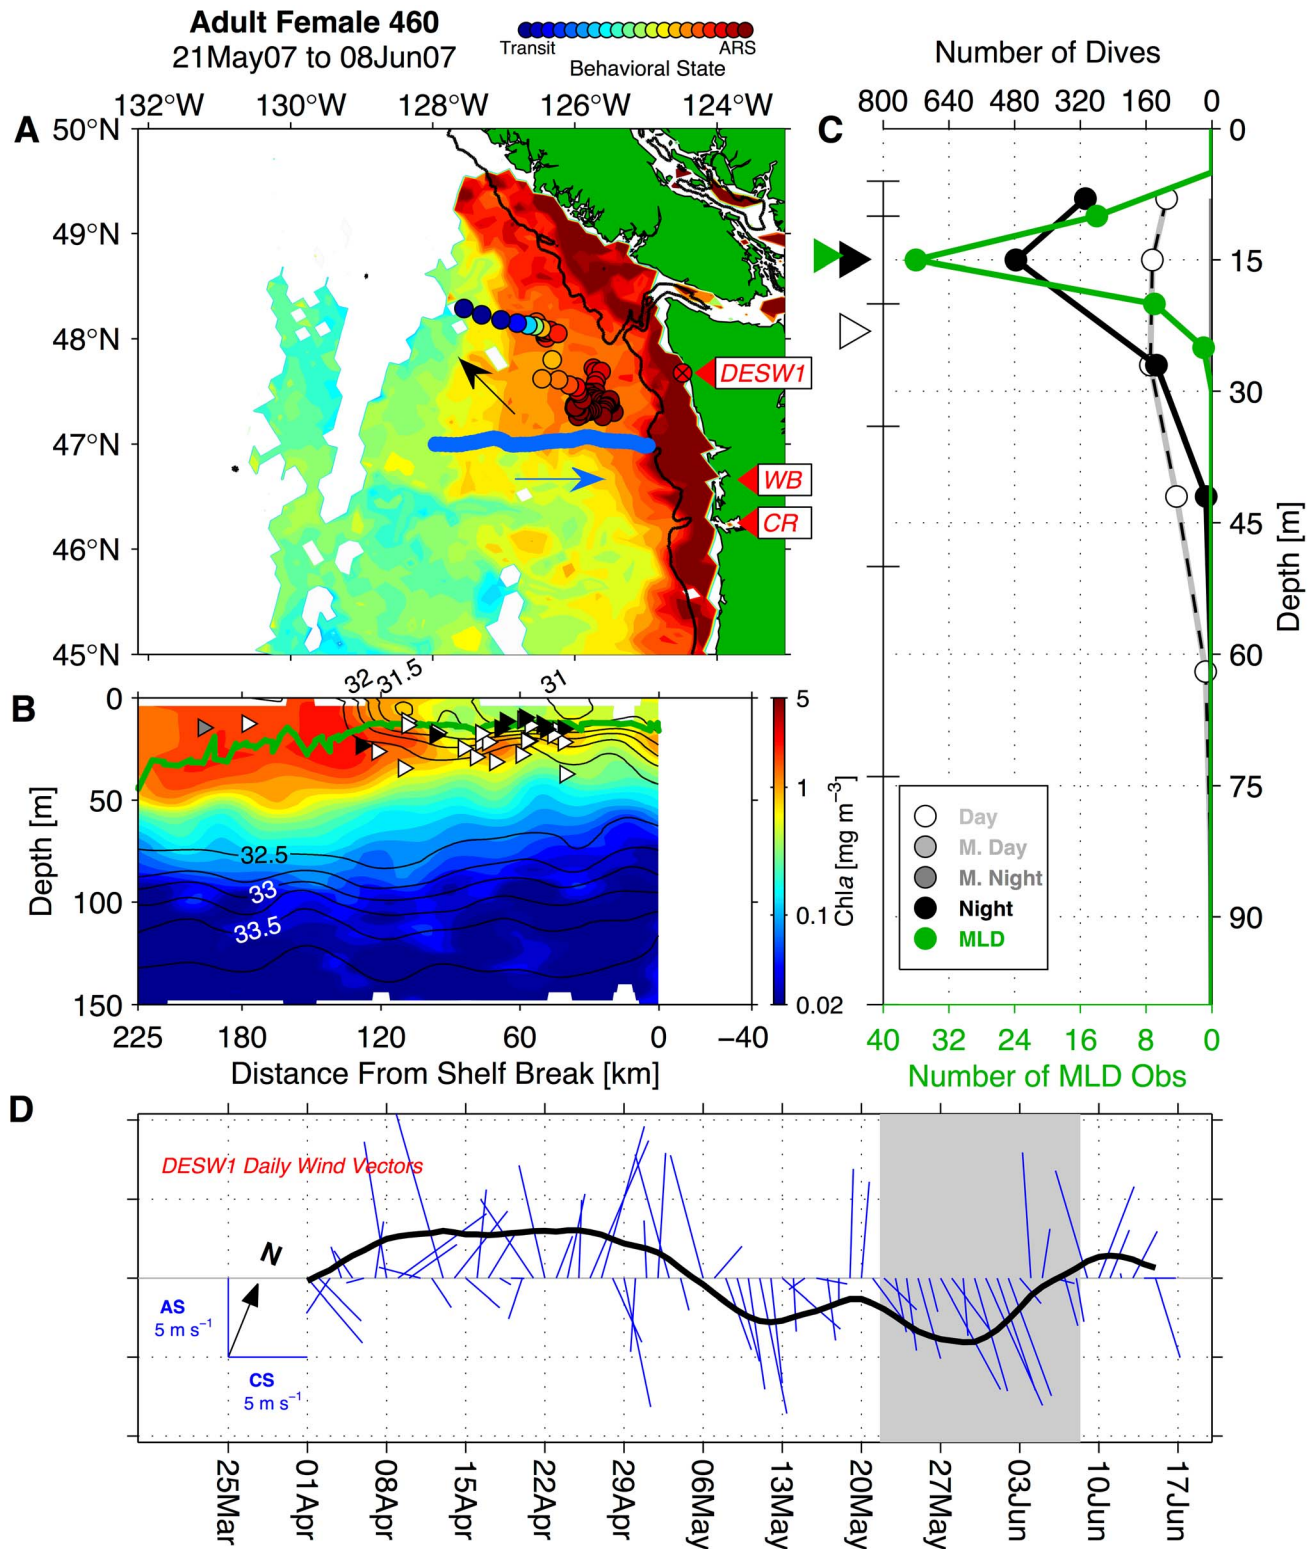 Adult Female 460
21May07 to 08Jun07
Transit ARS
Behavioral State
Number of Dives
132°W 130°W 128°W 126°W 124°W
800 640 480 320 160 0
A
C
50°N
49°N
48°N
47°N
46°N
45°N
DESW1
WB
CR
0
15
30
45
60
75
90
Depth [m]
Day
M. Day
M. Night
Night
MLD
40 32 24 16 8 0
Number of MLD Obs
B
32 31.5 31
0
50
100
150
Depth [m]
32.5
33
33.5
5
1
0.1
0.02
Chla [mg m⁻³]
225 180 120 60 0 −40
Distance From Shelf Break [km]
D
DESW1 Daily Wind Vectors
N
AS
5 m s⁻¹
CS
5 m s⁻¹
25Mar
01Apr
08Apr
15Apr
22Apr
29Apr
06May
13May
20May
27May
03Jun
10Jun
17Jun